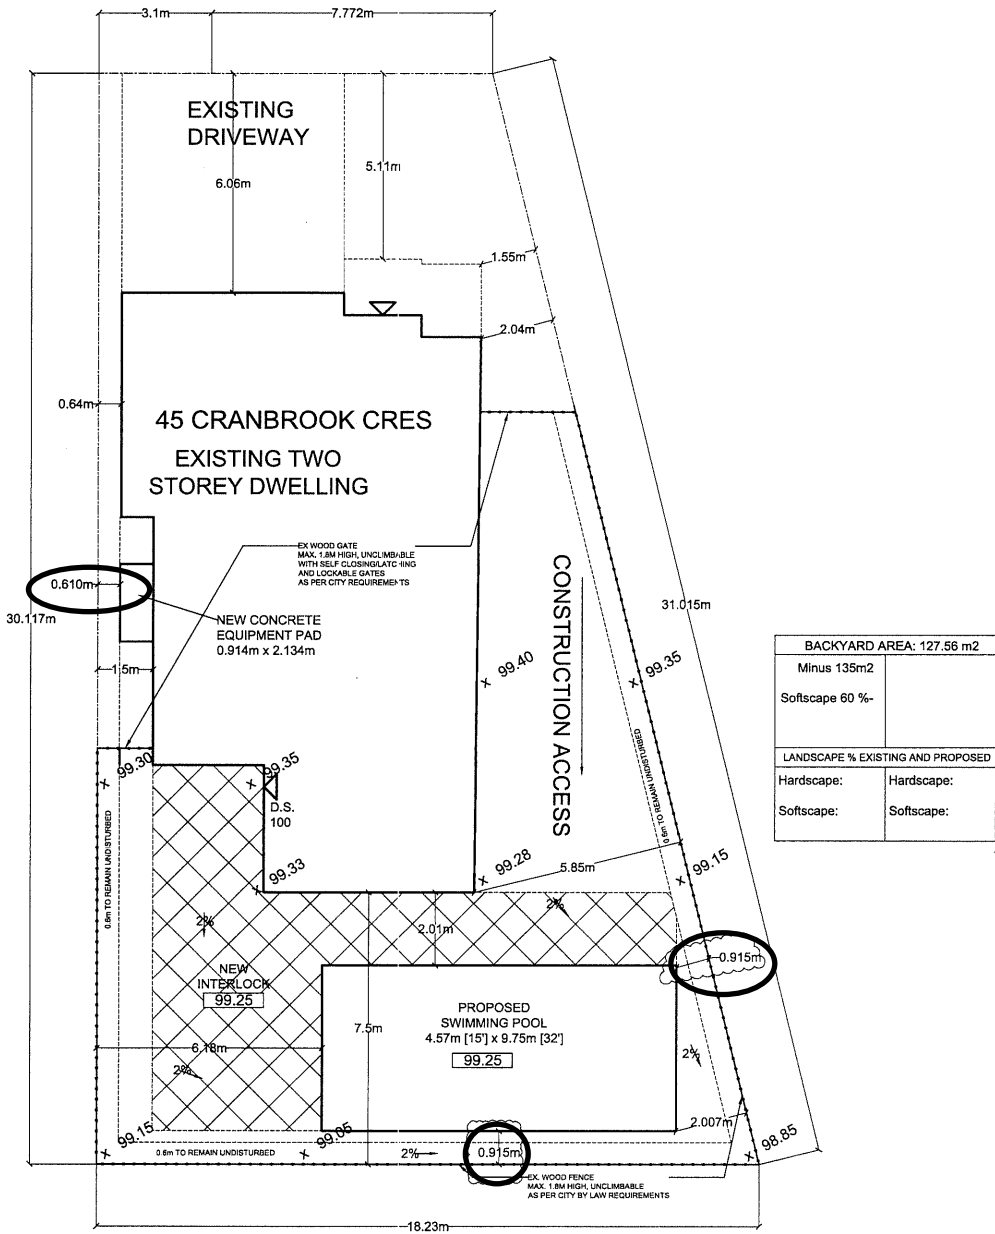 3.1m
7.772m
EXISTING
DRIVEWAY
6.06m
5.11m
1.55m
2.04m
0.64m
45 CRANBROOK CRES
EXISTING TWO
STOREY DWELLING
EX WOOD GATE
MAX. 1.8M HIGH, UNCLIMBABLE
WITH SELF CLOSING/LATCHING
AND LOCKABLE GATES
AS PER CITY REQUIREMENTS
0.610m
30.117m
NEW CONCRETE
EQUIPMENT PAD
0.914m x 2.134m
1.5m
CONSTRUCTION ACCESS
31.015m
99.40
99.35
BACKYARD AREA: 127.56 m2
Minus 135m2
Softscape 60 %-
LANDSCAPE % EXISTING AND PROPOSED
Hardscape:
Hardscape:
Softscape:
Softscape:
0.6m TO REMAIN UNDISTURBED
99.30
99.35
D.S.
100
0.6m TO REMAIN UNDISTURBED
99.33
99.28
5.85m
99.15
2%
2%
2.01m
NEW
INTERLOCK
99.25
0.915m
PROPOSED
SWIMMING POOL
4.57m [15'] x 9.75m [32']
99.25
7.5m
6.18m
2%
2%
2.007m
99.15
99.05
98.85
0.6m TO REMAIN UNDISTURBED
2%
0.915m
EX. WOOD FENCE
MAX. 1.8M HIGH, UNCLIMBABLE
AS PER CITY BY LAW REQUIREMENTS
18.23m